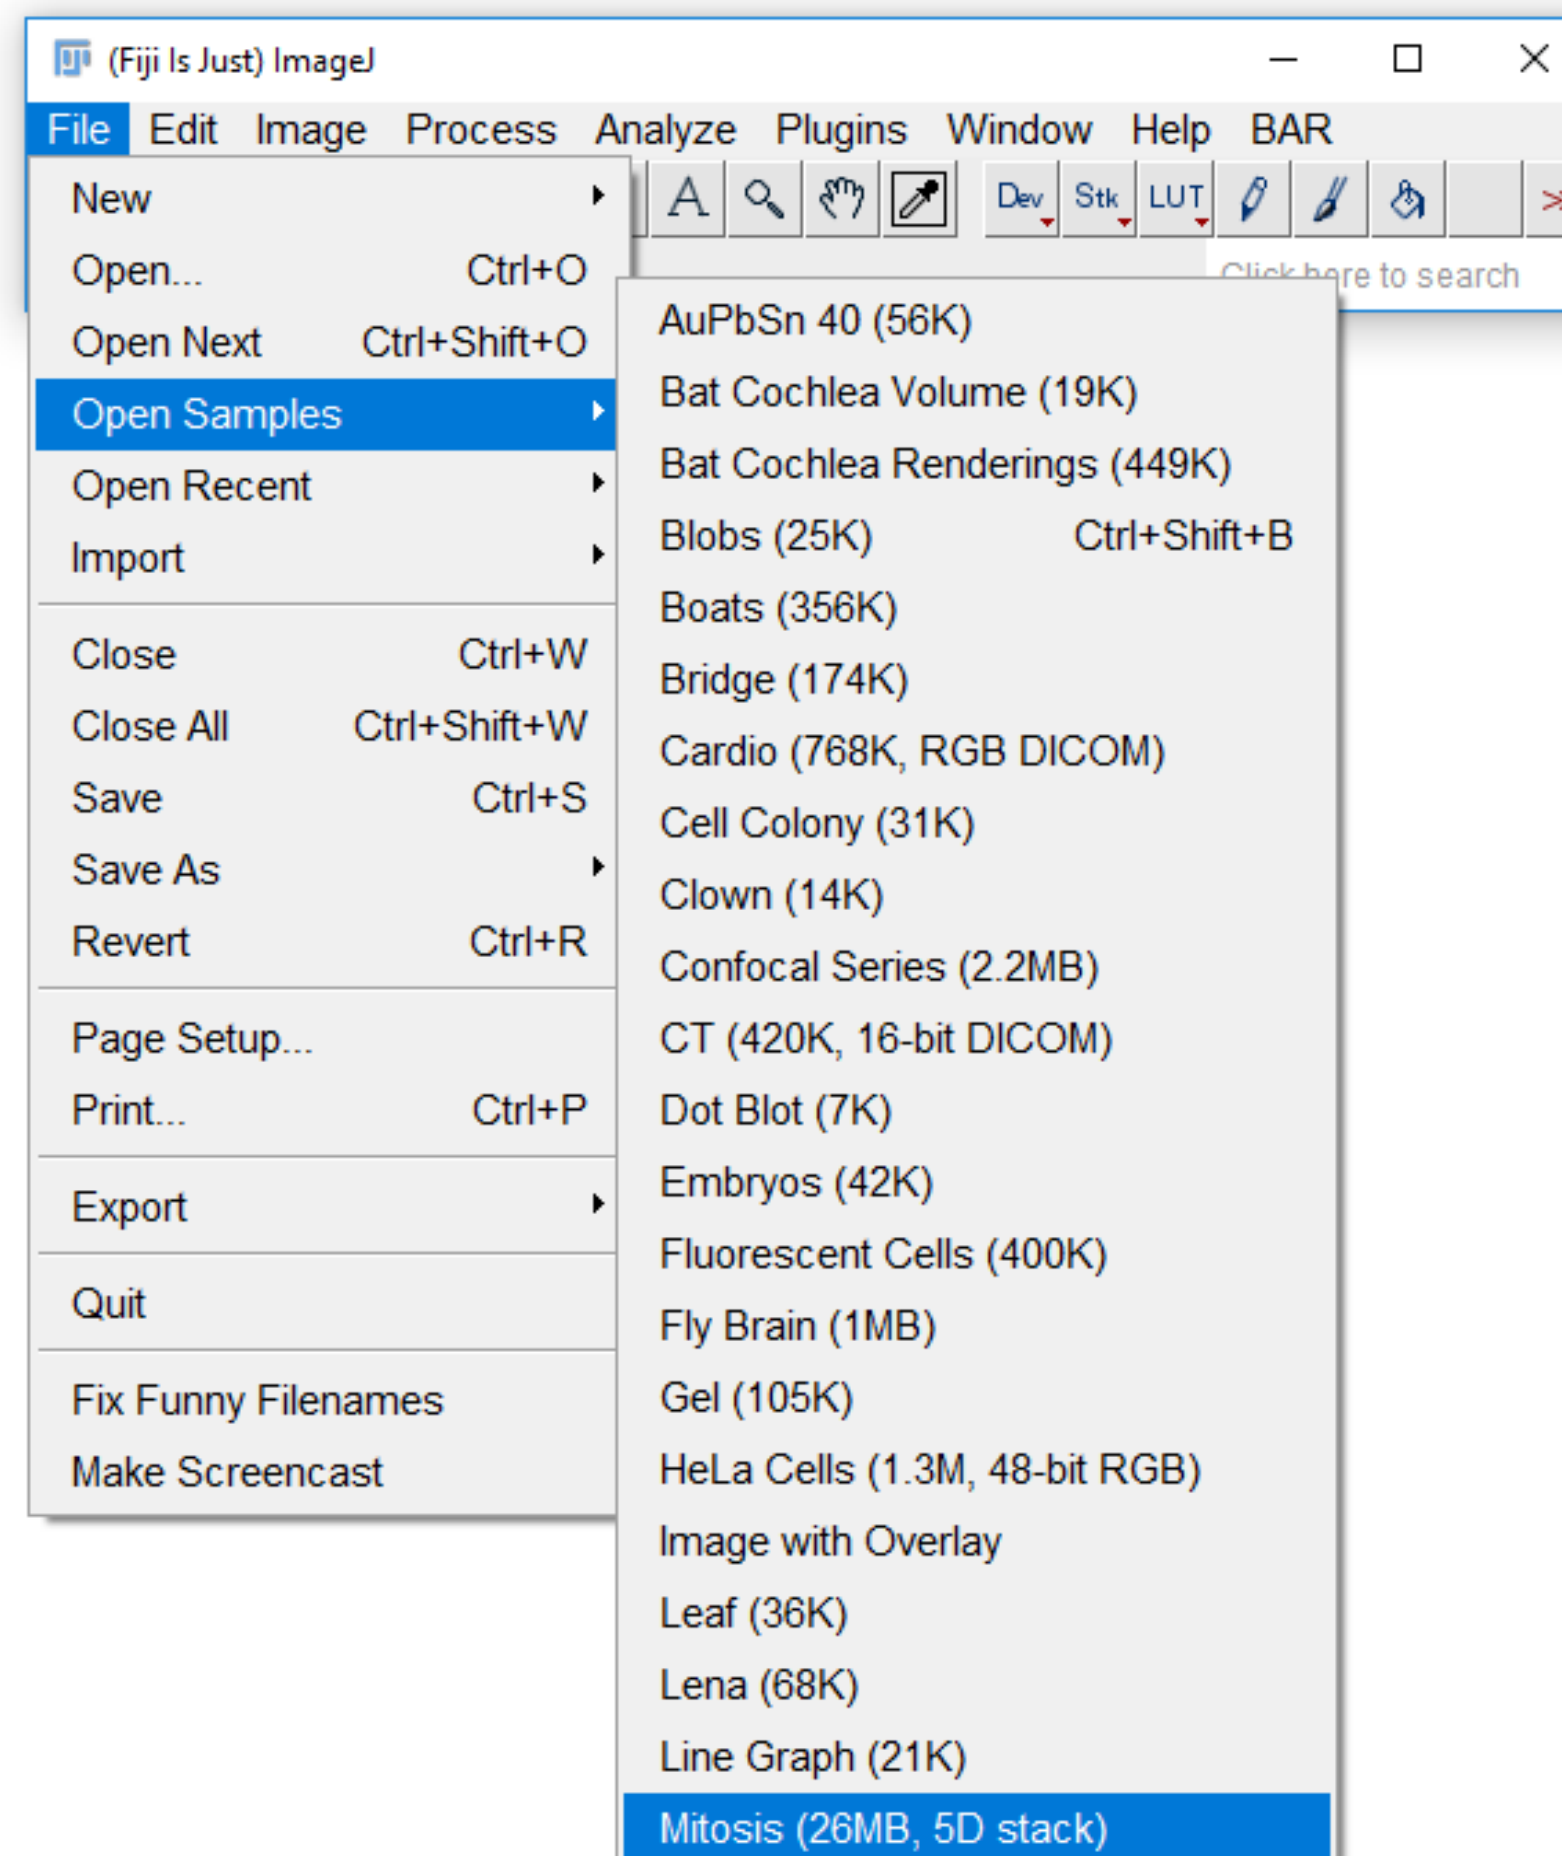 (Fiji Is Just) ImageJ
File Edit Image Process Analyze Plugins Window Help BAR
A Dev Stk LUT >
Click here to search
New
Open... Ctrl+O
Open Next Ctrl+Shift+O
Open Samples
Open Recent
Import
Close Ctrl+W
Close All Ctrl+Shift+W
Save Ctrl+S
Save As
Revert Ctrl+R
Page Setup...
Print... Ctrl+P
Export
Quit
Fix Funny Filenames
Make Screencast
AuPbSn 40 (56K)
Bat Cochlea Volume (19K)
Bat Cochlea Renderings (449K)
Blobs (25K) Ctrl+Shift+B
Boats (356K)
Bridge (174K)
Cardio (768K, RGB DICOM)
Cell Colony (31K)
Clown (14K)
Confocal Series (2.2MB)
CT (420K, 16-bit DICOM)
Dot Blot (7K)
Embryos (42K)
Fluorescent Cells (400K)
Fly Brain (1MB)
Gel (105K)
HeLa Cells (1.3M, 48-bit RGB)
Image with Overlay
Leaf (36K)
Lena (68K)
Line Graph (21K)
Mitosis (26MB, 5D stack)